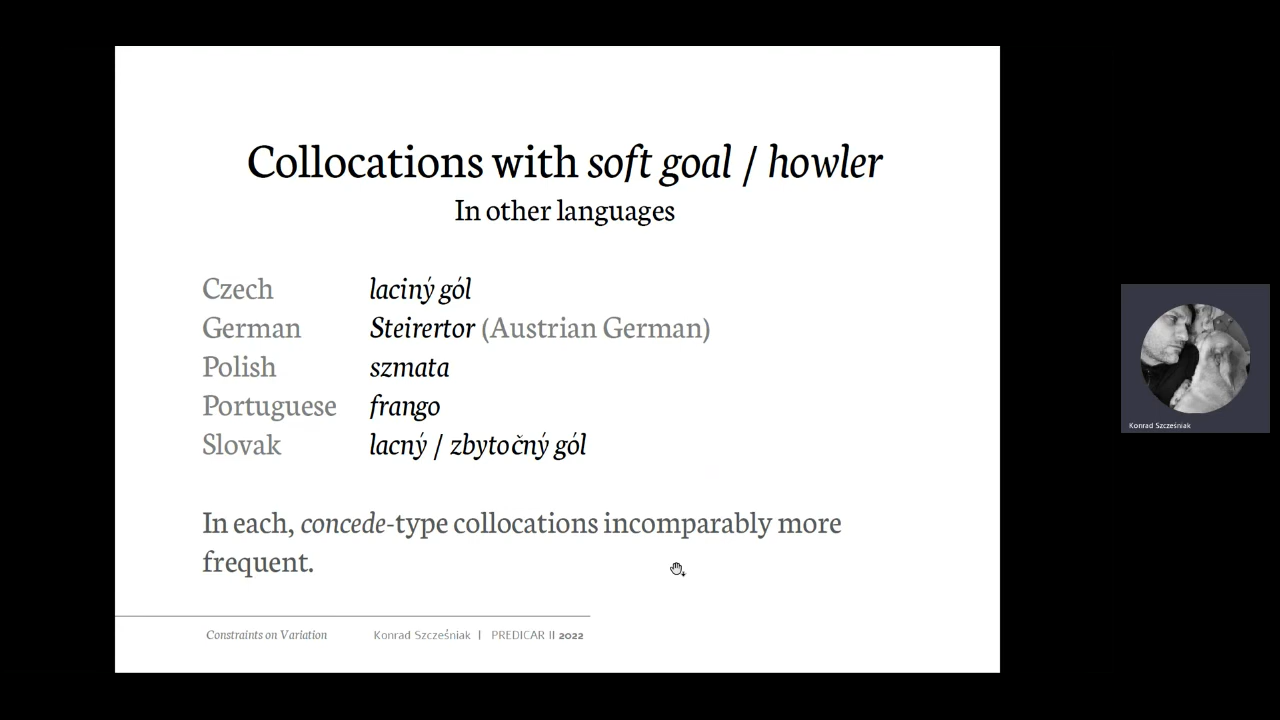 Collocations with soft goal / howler
In other languages
Czech laciný gól
German Steirertor (Austrian German)
Polish szmata
Portuguese frango
Slovak lacný / zbytočný gól
In each, concede-type collocations incomparably more
frequent.
Constraints on Variation Konrad Szcześniak | PREDICAR II 2022
Konrad Szcześniak